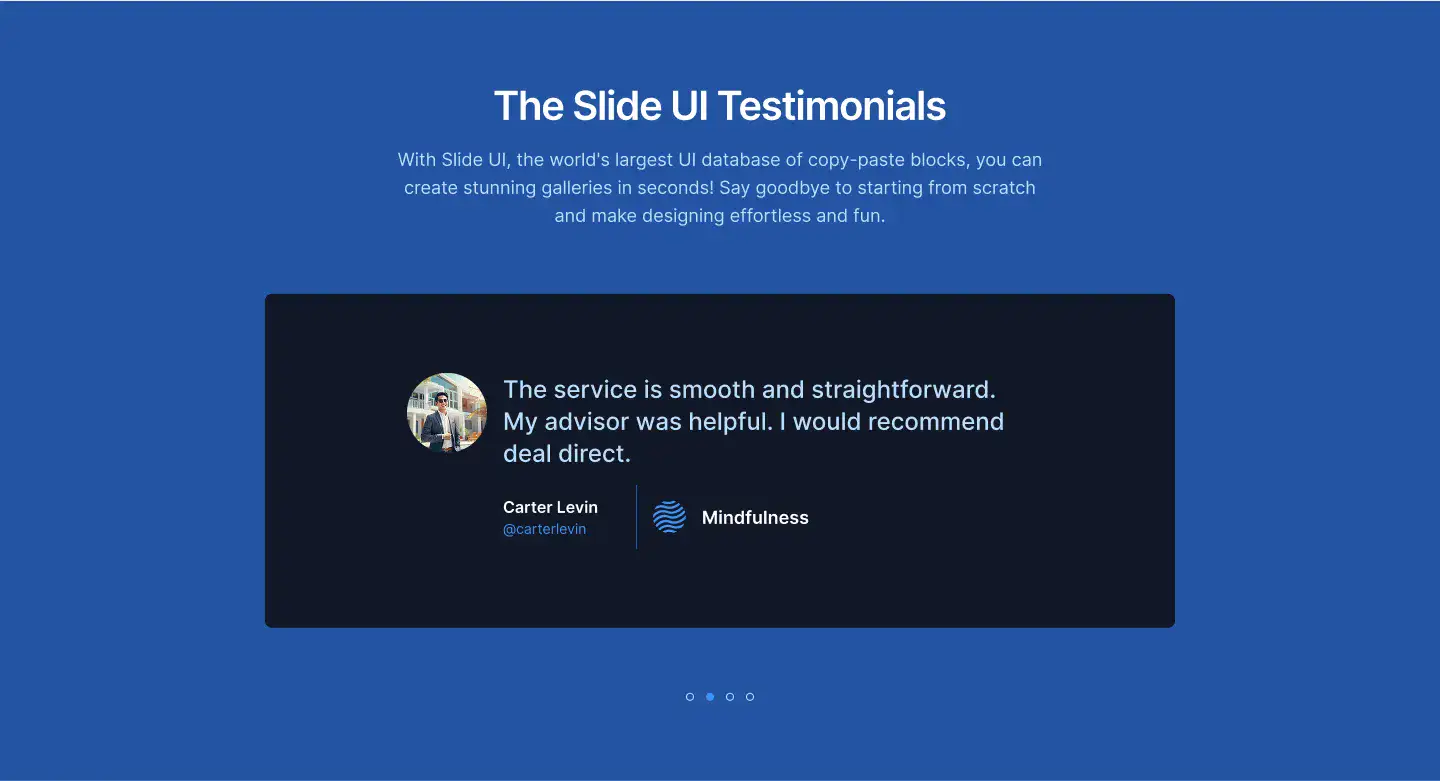 The Slide UI Testimonials
With Slide UI, the world's largest UI database of copy-paste blocks, you can
create stunning galleries in seconds! Say goodbye to starting from scratch
and make designing effortless and fun.
The service is smooth and straightforward.
My advisor was helpful. I would recommend
deal direct.
Carter Levin
@carterlevin
Mindfulness